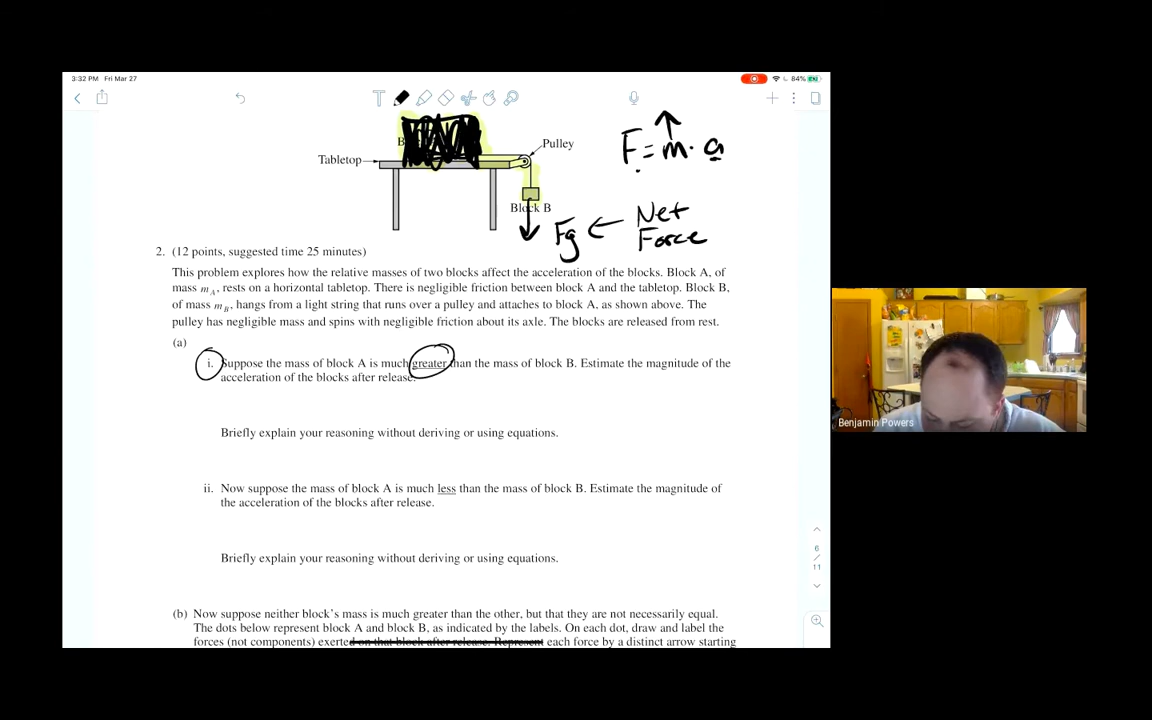 3:32 PM Fri Mar 27
84%
Pulley
Tabletop
F = m · a
Block B
Fg ← Net
Force
2. (12 points, suggested time 25 minutes)
This problem explores how the relative masses of two blocks affect the acceleration of the blocks. Block A, of
mass m_A, rests on a horizontal tabletop. There is negligible friction between block A and the tabletop. Block B,
of mass m_B, hangs from a light string that runs over a pulley and attaches to block A, as shown above. The
pulley has negligible mass and spins with negligible friction about its axle. The blocks are released from rest.
(a)
i. Suppose the mass of block A is much greater than the mass of block B. Estimate the magnitude of the
acceleration of the blocks after release.
Briefly explain your reasoning without deriving or using equations.
ii. Now suppose the mass of block A is much less than the mass of block B. Estimate the magnitude of
the acceleration of the blocks after release.
Briefly explain your reasoning without deriving or using equations.
(b) Now suppose neither block's mass is much greater than the other, but that they are not necessarily equal.
The dots below represent block A and block B, as indicated by the labels. On each dot, draw and label the
forces (not components) exerted on that block after release. Represent each force by a distinct arrow starting
6
/
11
Benjamin Powers